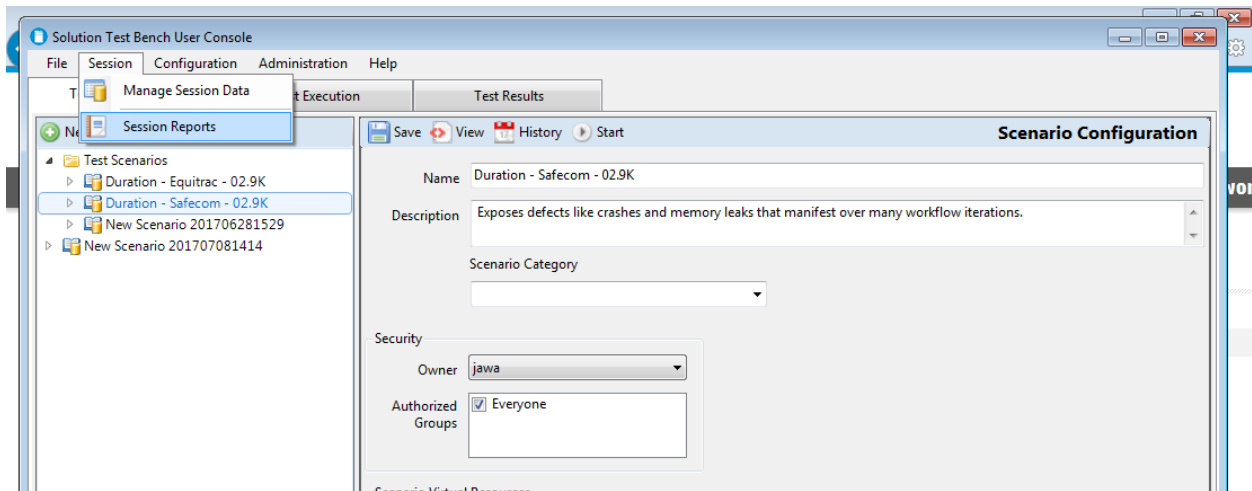 Solution Test Bench User Console
File Session Configuration Administration Help
Manage Session Data
t Execution
Test Results
Session Reports
Ne
Save View History Start
Scenario Configuration
Test Scenarios
Duration - Equitrac - 02.9K
Duration - Safecom - 02.9K
New Scenario 201706281529
New Scenario 201707081414
Name Duration - Safecom - 02.9K
Description Exposes defects like crashes and memory leaks that manifest over many workflow iterations.
Scenario Category
Security
Owner jawa
Authorized Groups
Everyone